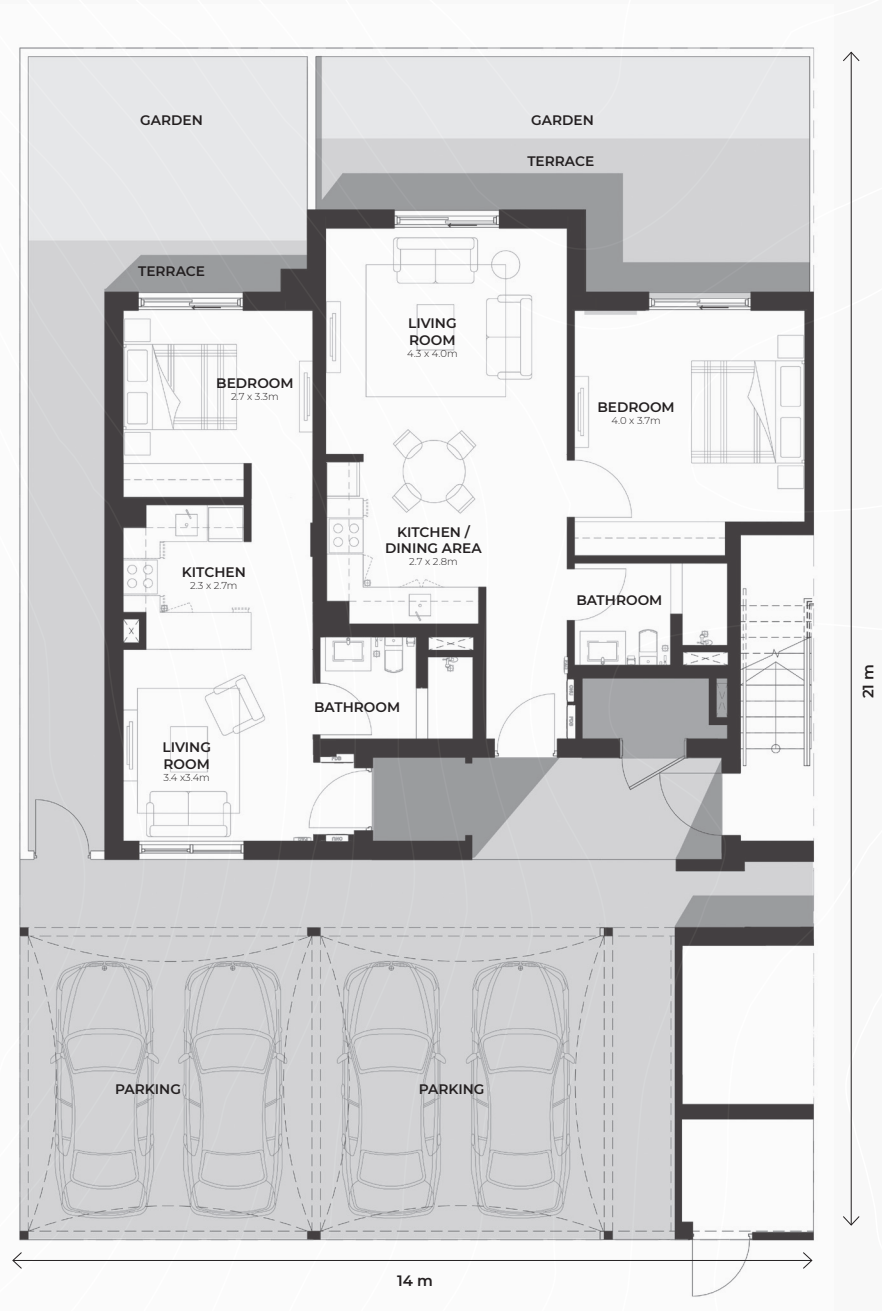 GARDEN
GARDEN
TERRACE
TERRACE
LIVING
ROOM
4.3 x 4.0m
BEDROOM
2.7 x 3.3m
BEDROOM
4.0 x 3.7m
KITCHEN /
DINING AREA
2.7 x 2.8m
KITCHEN
2.3 x 2.7m
BATHROOM
BATHROOM
LIVING
ROOM
3.4 x3.4m
21 m
PARKING
PARKING
14 m